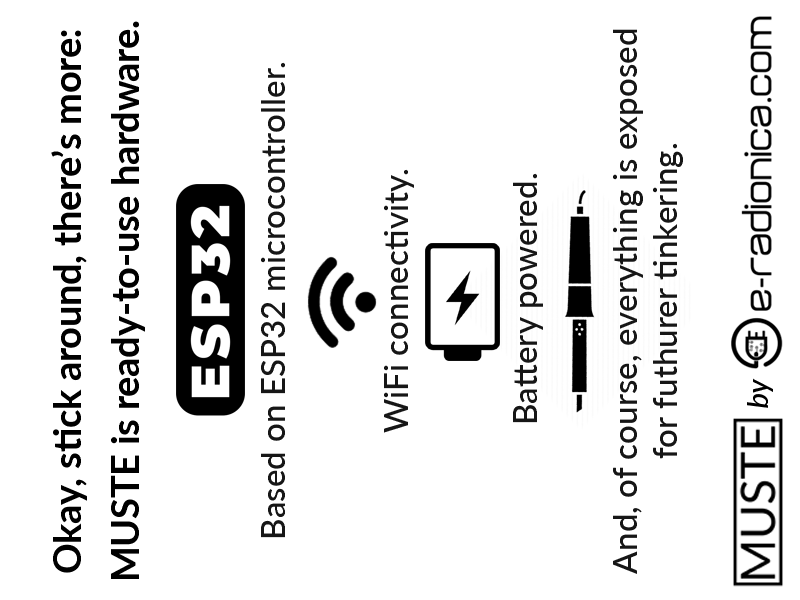 Okay, stick around, there's more:
MUSTE is ready-to-use hardware.
ESP32
Based on ESP32 microcontroller.
WiFi connectivity.
Battery powered.
And, of course, everything is exposed
for futhurer tinkering.
MUSTE by e-radionica.com